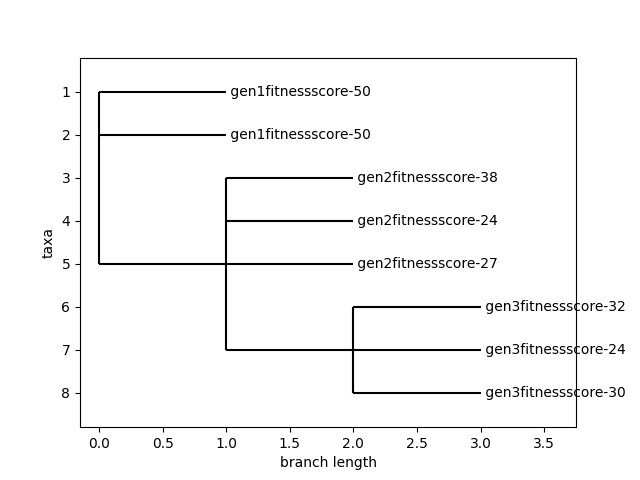 1 gen1fitnessscore-50
2 gen1fitnessscore-50
3 gen2fitnessscore-38
4 gen2fitnessscore-24
taxa
5 gen2fitnessscore-27
6 gen3fitnessscore-32
7 gen3fitnessscore-24
8 gen3fitnessscore-30
0.0 0.5 1.0 1.5 2.0 2.5 3.0 3.5
branch length